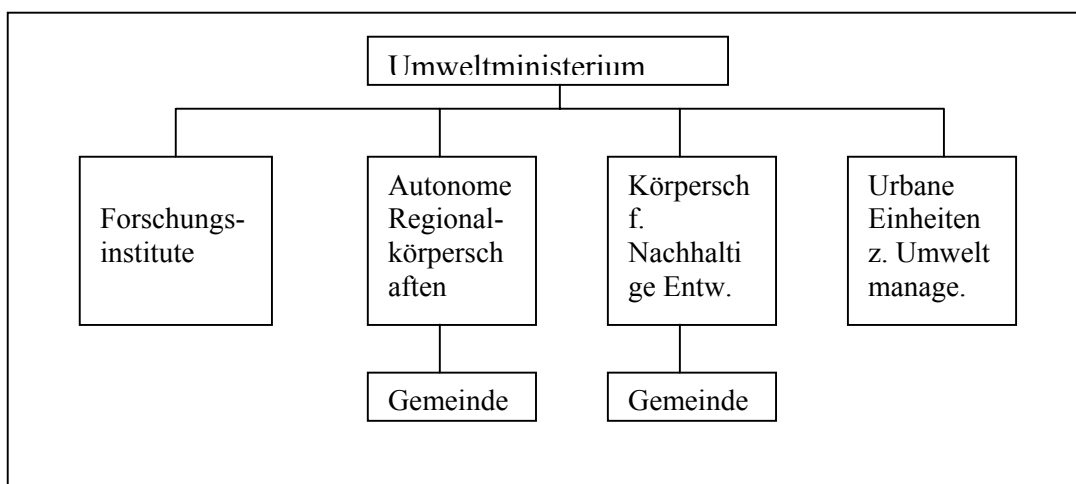 Umweltministerium
Forschungs-
institute
Autonome
Regional-
körpersch
aften
Körpersch
f.
Nachhalti
ge Entw.
Urbane
Einheiten
z. Umwelt
manage.
Gemeinde
Gemeinde